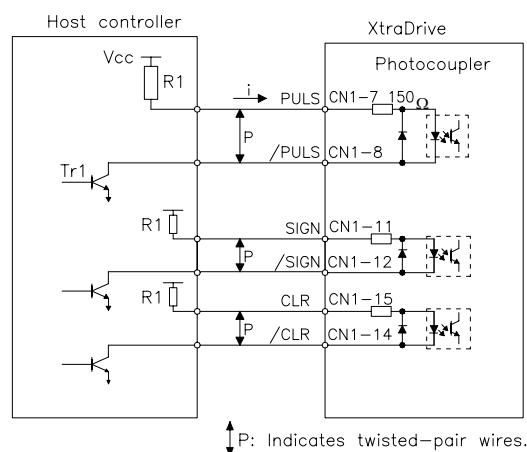 Host controller
XtraDrive
Vcc
Photocoupler
R1
i
PULS CN1-7 150Ω
P
/PULS CN1-8
Tr1
R1
SIGN CN1-11
P
/SIGN CN1-12
R1
CLR CN1-15
P
/CLR CN1-14
P: Indicates twisted-pair wires.